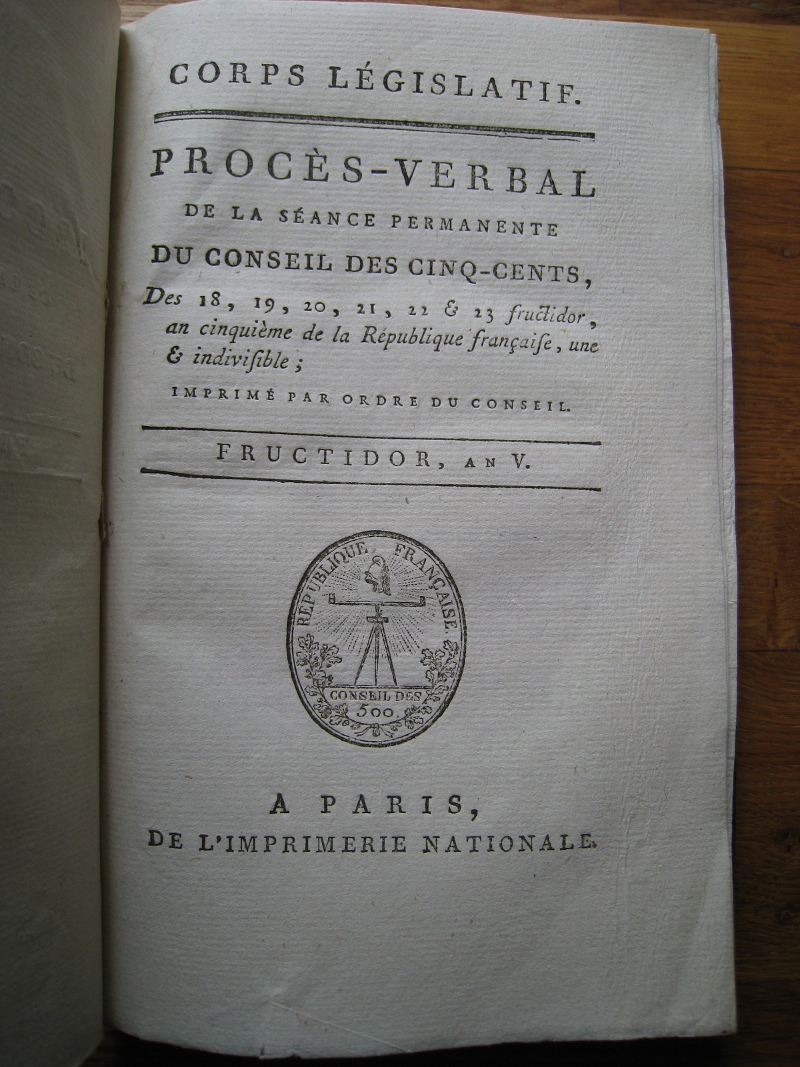 CORPS LÉGISLATIF.
PROCÈS-VERBAL
DE LA SÉANCE PERMANENTE
DU CONSEIL DES CINQ-CENTS,
Des 18, 19, 20, 21, 22 & 23 fructidor,
an cinquième de la République françaiſe, une
& indiviſible ;
IMPRIMÉ PAR ORDRE DU CONSEIL.
FRUCTIDOR, AN V.
RÉPUBLIQUE FRANÇAISE.
CONSEIL DES
500.
A PARIS,
DE L'IMPRIMERIE NATIONALE.